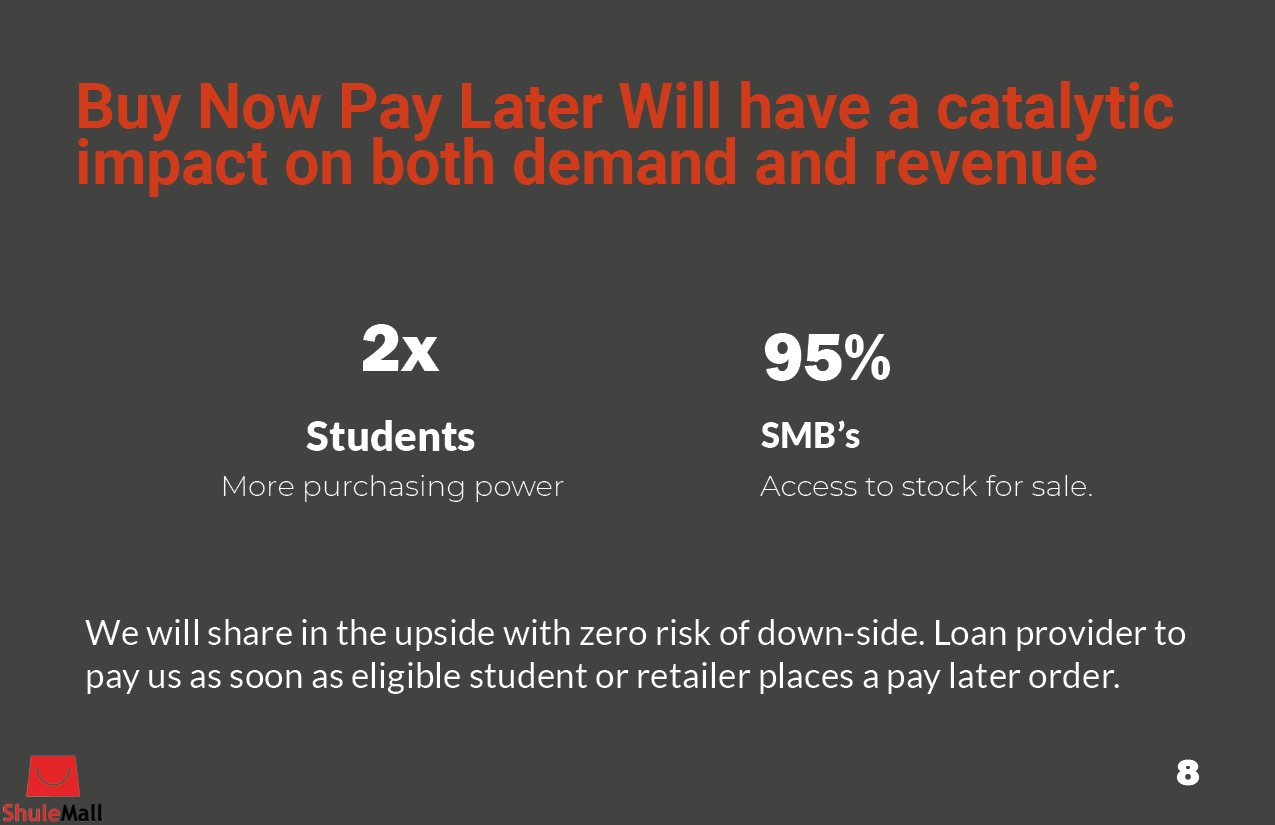 Buy Now Pay Later Will have a catalytic
impact on both demand and revenue
2x
Students
More purchasing power
95%
SMB’s
Access to stock for sale.
We will share in the upside with zero risk of down-side. Loan provider to
pay us as soon as eligible student or retailer places a pay later order.
ShuleMall
8